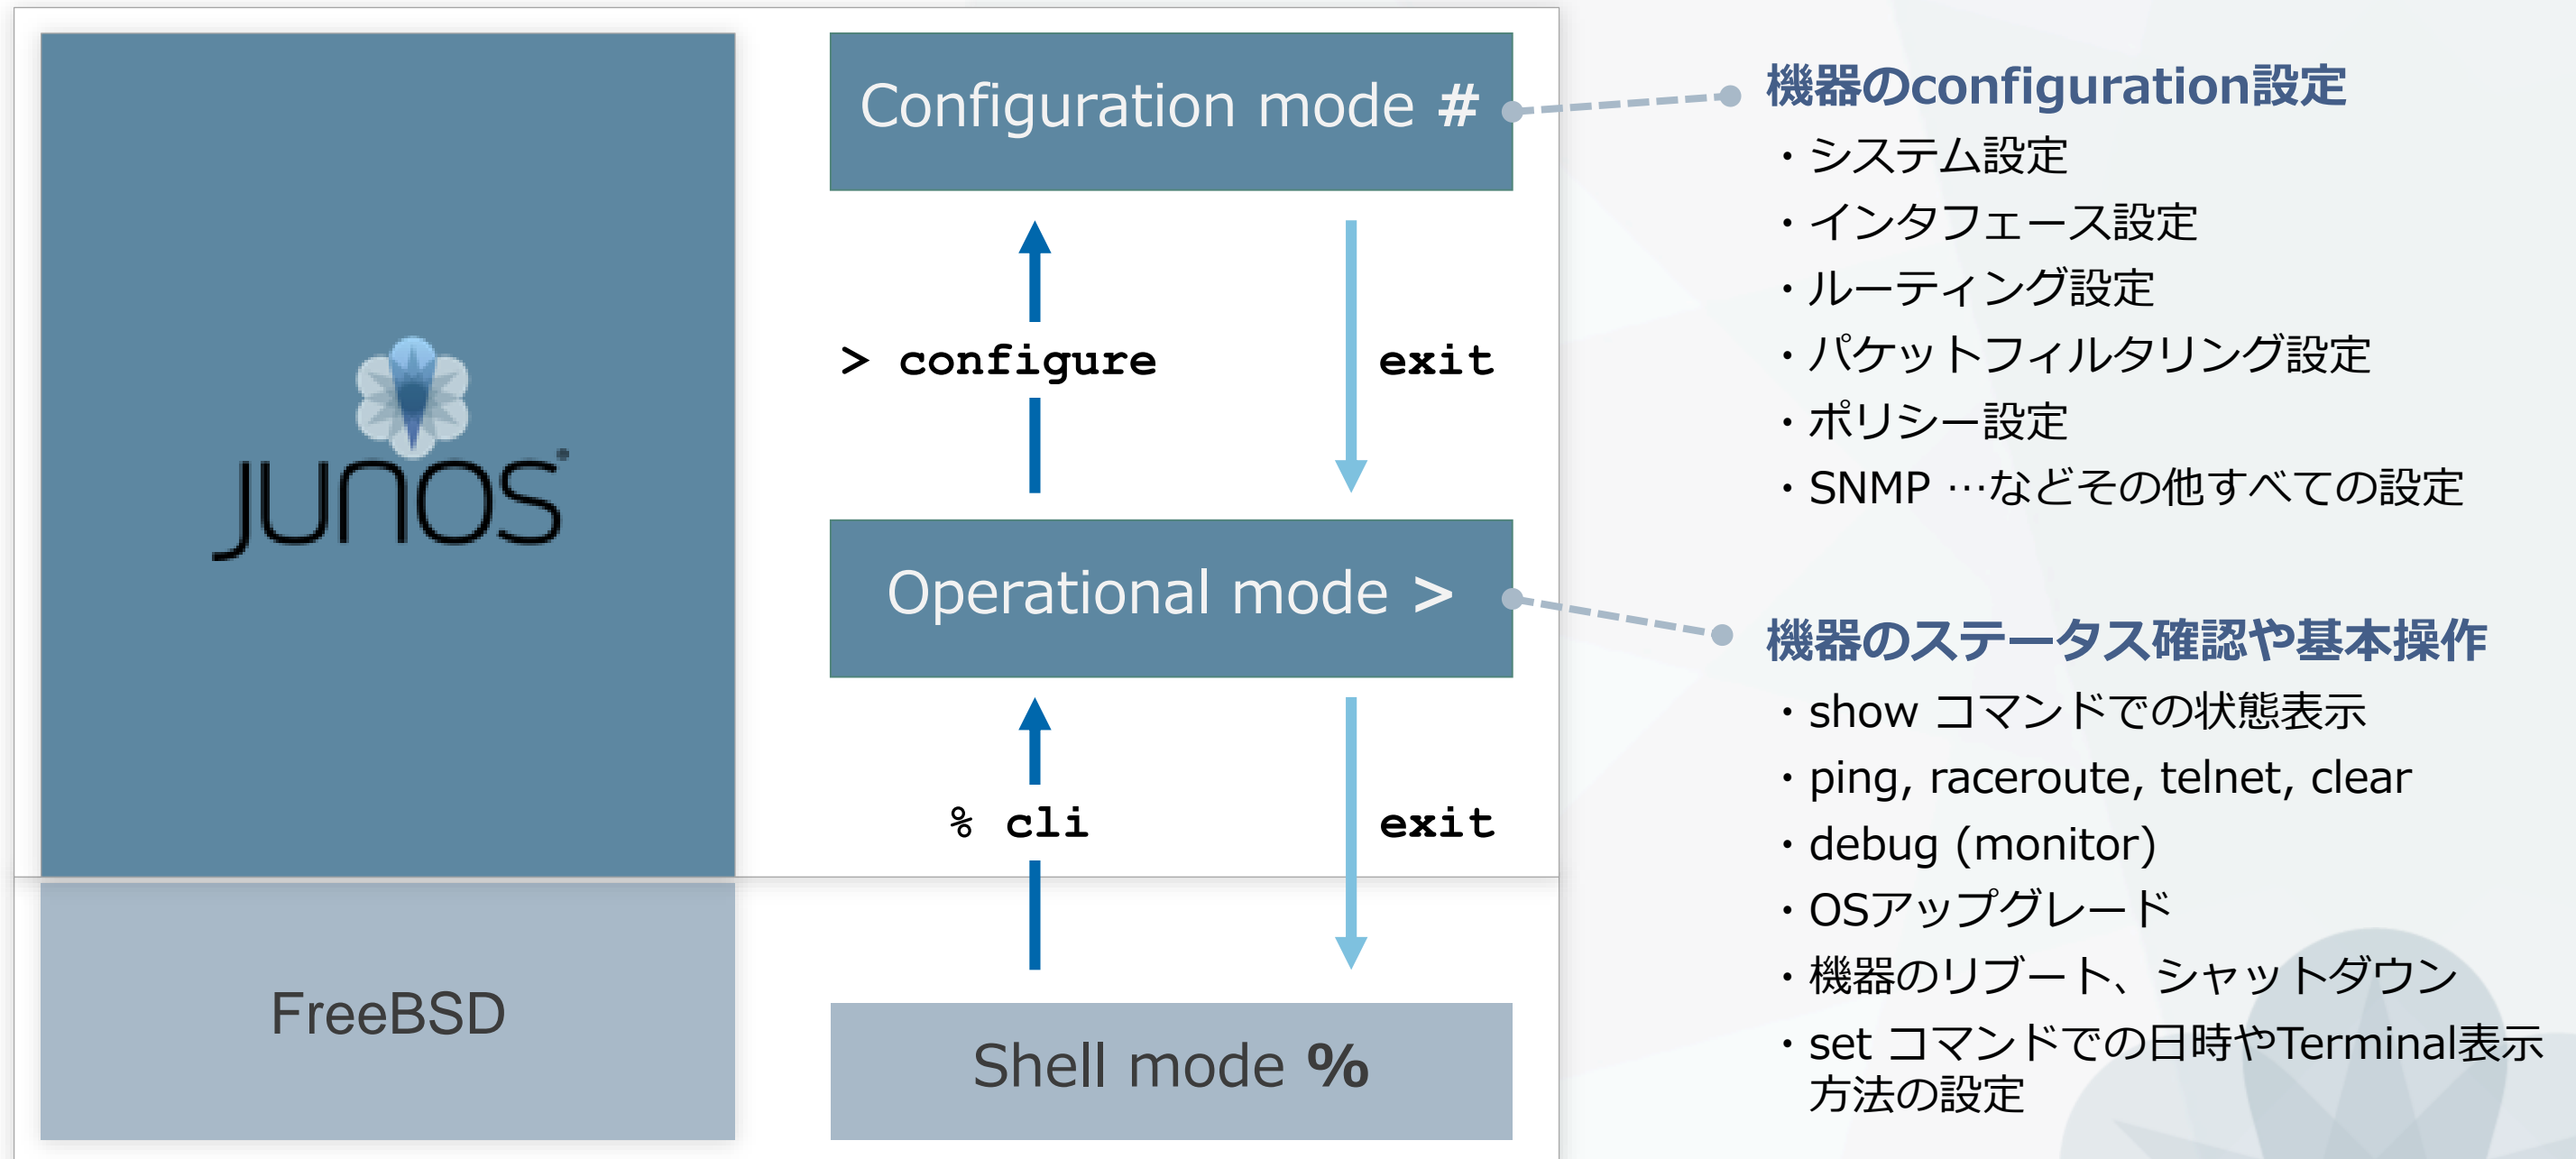 JUNOS
FreeBSD
Configuration mode #
> configure
exit
Operational mode >
% cli
exit
Shell mode %
機器のconfiguration設定
・システム設定
・インタフェース設定
・ルーティング設定
・パケットフィルタリング設定
・ポリシー設定
・SNMP …などその他すべての設定
機器のステータス確認や基本操作
・show コマンドでの状態表示
・ping, raceroute, telnet, clear
・debug (monitor)
・OSアップグレード
・機器のリブート、シャットダウン
・set コマンドでの日時やTerminal表示
方法の設定